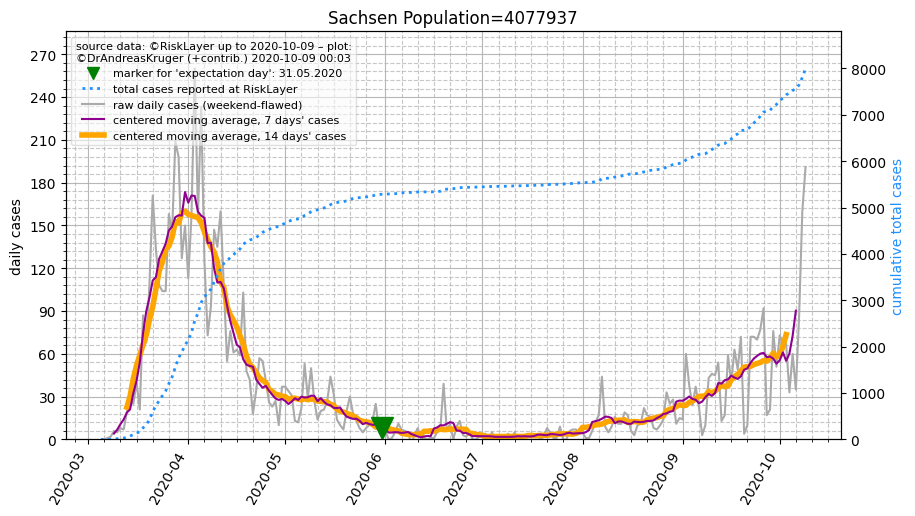 Sachsen Population=4077937
source data: ©RiskLayer up to 2020-10-09 – plot:
©DrAndreasKruger (+contrib.) 2020-10-09 00:03
marker for 'expectation day': 31.05.2020
total cases reported at RiskLayer
raw daily cases (weekend-flawed)
centered moving average, 7 days' cases
centered moving average, 14 days' cases
daily cases
270
240
210
180
150
120
90
60
30
0
cumulative total cases
8000
7000
6000
5000
4000
3000
2000
1000
0
2020-03
2020-04
2020-05
2020-06
2020-07
2020-08
2020-09
2020-10